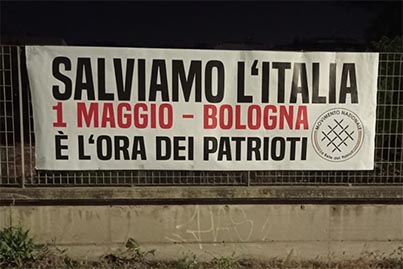 SALVIAMO L'ITALIA
1 MAGGIO - BOLOGNA
È L'ORA DEI PATRIOTI
MOVIMENTO NAZIONALE